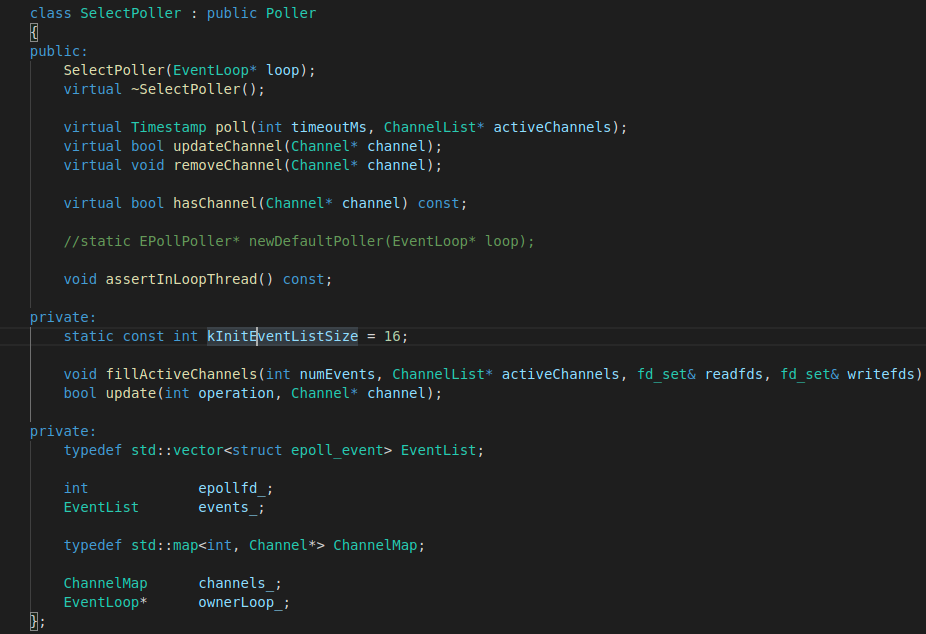 class SelectPoller : public Poller
{
public:
    SelectPoller(EventLoop* loop);
    virtual ~SelectPoller();
    virtual Timestamp poll(int timeoutMs, ChannelList* activeChannels);
    virtual bool updateChannel(Channel* channel);
    virtual void removeChannel(Channel* channel);
    virtual bool hasChannel(Channel* channel) const;
    //static EPollPoller* newDefaultPoller(EventLoop* loop);
    void assertInLoopThread() const;
private:
    static const int kInitEventListSize = 16;
    void fillActiveChannels(int numEvents, ChannelList* activeChannels, fd_set& readfds, fd_set& writefds)
    bool update(int operation, Channel* channel);
private:
    typedef std::vector<struct epoll_event> EventList;
    int             epollfd_;
    EventList       events_;
    typedef std::map<int, Channel*> ChannelMap;
    ChannelMap      channels_;
    EventLoop*      ownerLoop_;
};